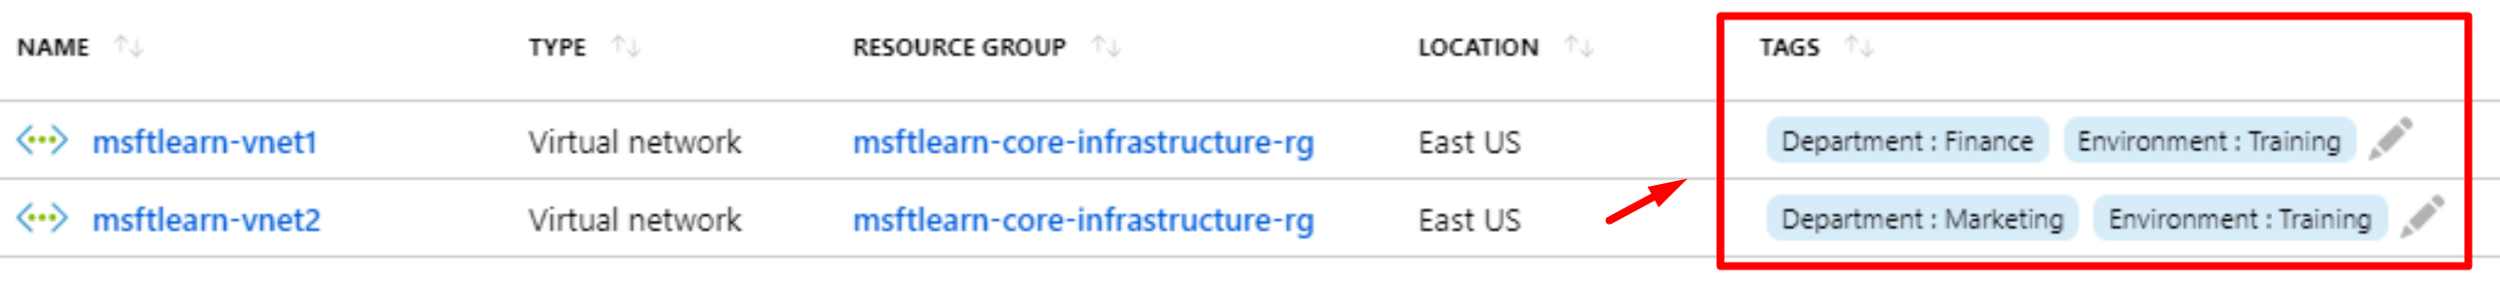 NAME TYPE RESOURCE GROUP LOCATION TAGS
msftlearn-vnet1 Virtual network msftlearn-core-infrastructure-rg East US Department : Finance Environment : Training
msftlearn-vnet2 Virtual network msftlearn-core-infrastructure-rg East US Department : Marketing Environment : Training